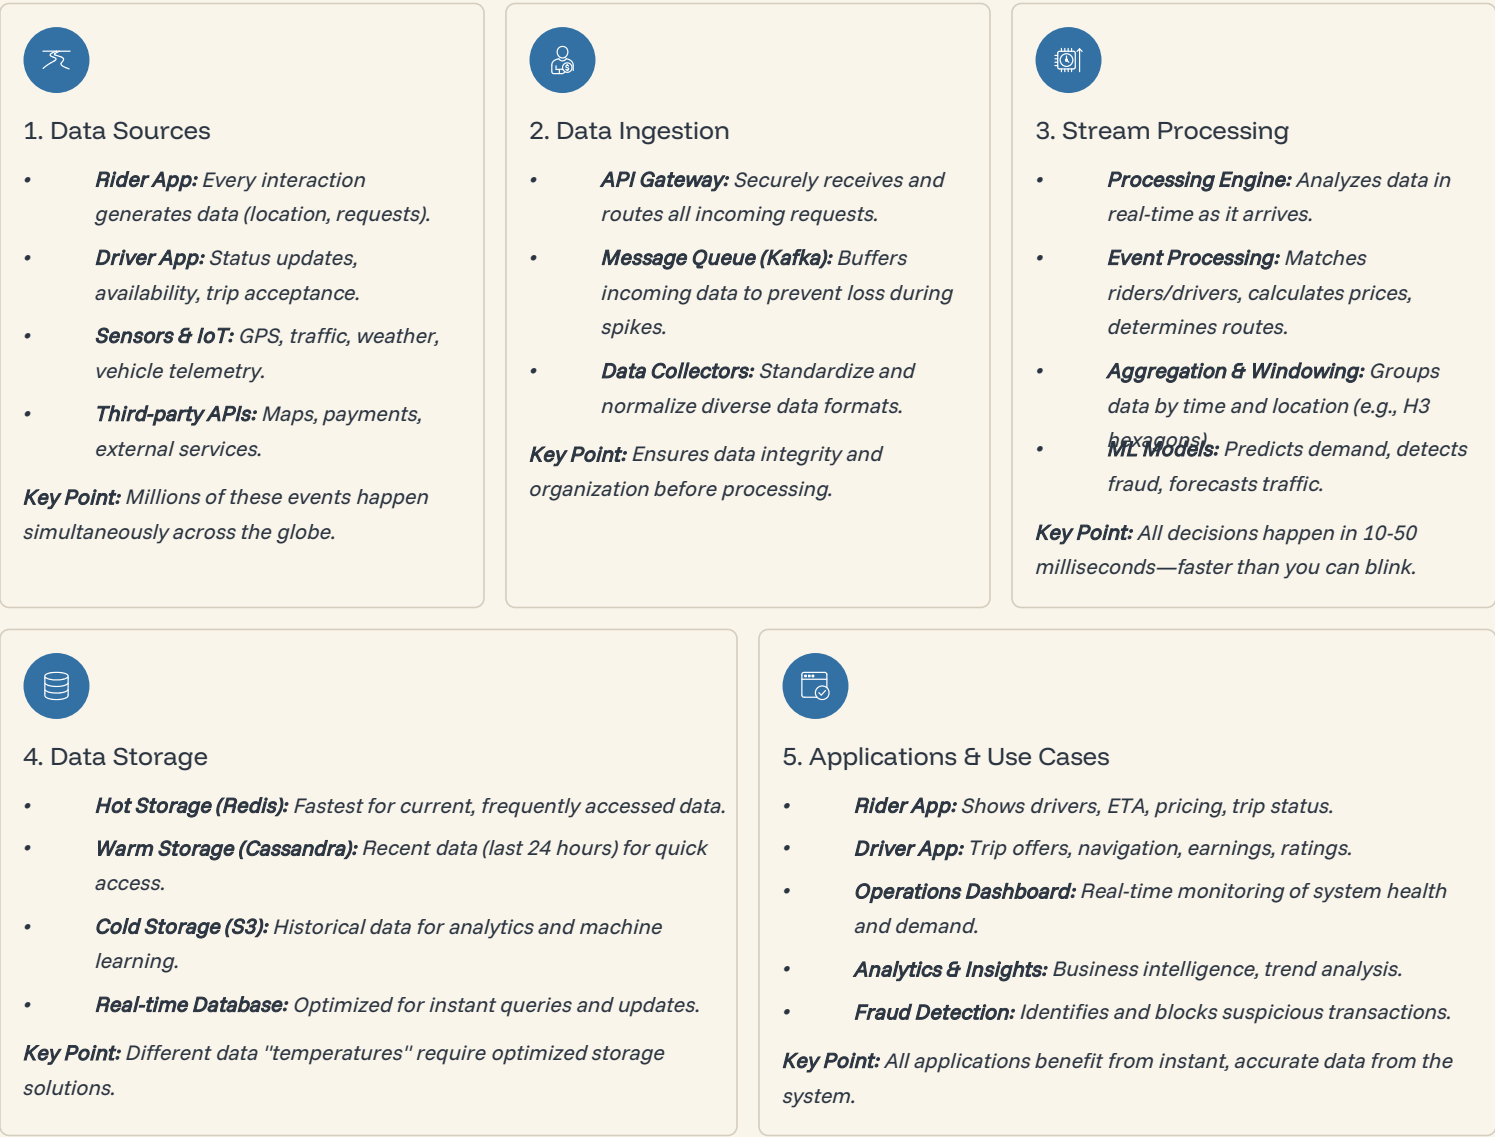 1. Data Sources
• Rider App: Every interaction
generates data (location, requests).
• Driver App: Status updates,
availability, trip acceptance.
• Sensors & IoT: GPS, traffic, weather,
vehicle telemetry.
• Third-party APIs: Maps, payments,
external services.
Key Point: Millions of these events happen
simultaneously across the globe.
2. Data Ingestion
• API Gateway: Securely receives and
routes all incoming requests.
• Message Queue (Kafka): Buffers
incoming data to prevent loss during
spikes.
• Data Collectors: Standardize and
normalize diverse data formats.
Key Point: Ensures data integrity and
organization before processing.
3. Stream Processing
• Processing Engine: Analyzes data in
real-time as it arrives.
• Event Processing: Matches
riders/drivers, calculates prices,
determines routes.
• Aggregation & Windowing: Groups
data by time and location (e.g., H3
hexagons).
• ML Models: Predicts demand, detects
fraud, forecasts traffic.
Key Point: All decisions happen in 10-50
milliseconds—faster than you can blink.
4. Data Storage
• Hot Storage (Redis): Fastest for current, frequently accessed data.
• Warm Storage (Cassandra): Recent data (last 24 hours) for quick
access.
• Cold Storage (S3): Historical data for analytics and machine
learning.
• Real-time Database: Optimized for instant queries and updates.
Key Point: Different data "temperatures" require optimized storage
solutions.
5. Applications & Use Cases
• Rider App: Shows drivers, ETA, pricing, trip status.
• Driver App: Trip offers, navigation, earnings, ratings.
• Operations Dashboard: Real-time monitoring of system health
and demand.
• Analytics & Insights: Business intelligence, trend analysis.
• Fraud Detection: Identifies and blocks suspicious transactions.
Key Point: All applications benefit from instant, accurate data from the
system.